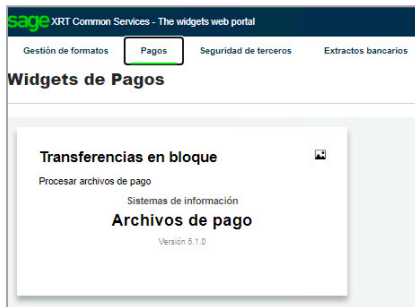 sage XRT Common Services - The widgets web portal
Gestión de formatos Pagos Seguridad de terceros Extractos bancarios
Widgets de Pagos
Transferencias en bloque
Procesar archivos de pago
Sistemas de información
Archivos de pago
Versión 5.1.0